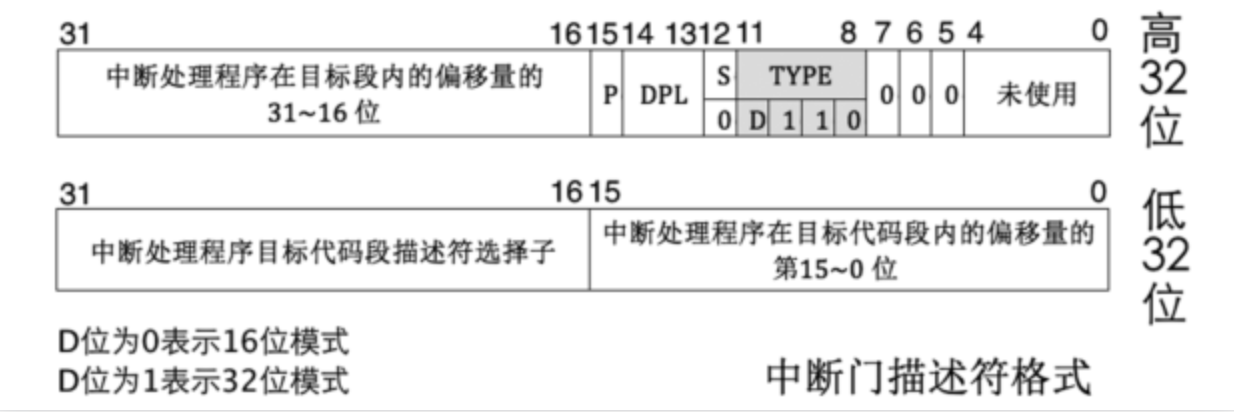 31 16 15 14 13 12 11 8 7 6 5 4 0
中断处理程序在目标段内的偏移量的
31~16 位
P
DPL
S
TYPE
0 D 1 1 0
0 0 0
未使用
高32位
31 16 15 0
中断处理程序目标代码段描述符选择子
中断处理程序在目标代码段内的偏移量的
第15~0 位
低32位
D位为0表示16位模式
D位为1表示32位模式
中断门描述符格式